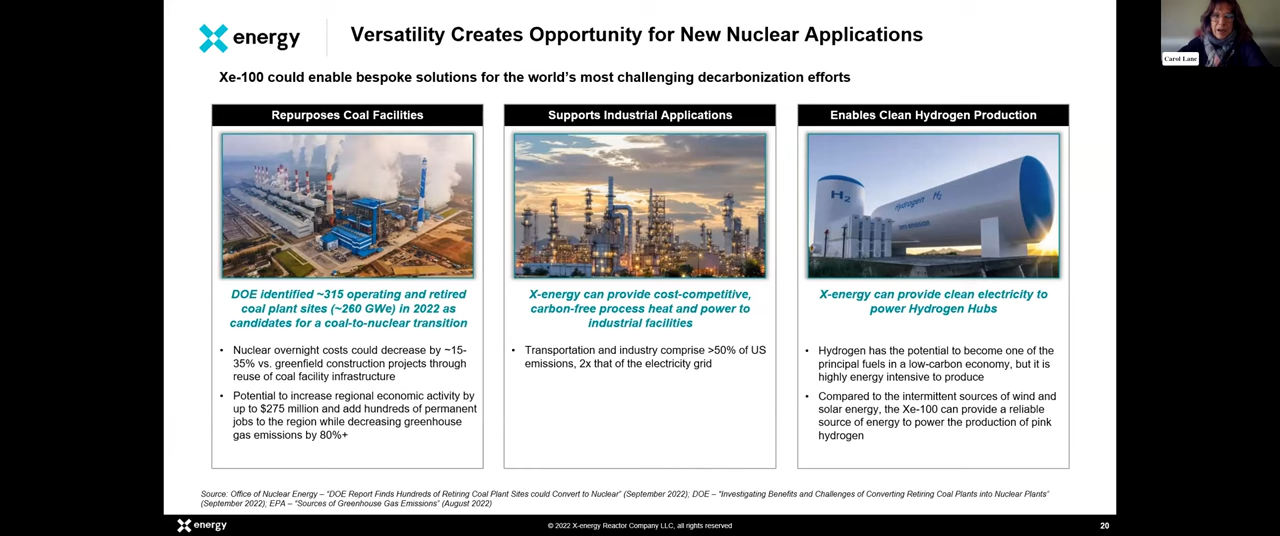 energy
Versatility Creates Opportunity for New Nuclear Applications
Carol Lane
Xe-100 could enable bespoke solutions for the world's most challenging decarbonization efforts
Repurposes Coal Facilities
DOE identified ~315 operating and retired
coal plant sites (~260 GWe) in 2022 as
candidates for a coal-to-nuclear transition
• Nuclear overnight costs could decrease by ~15-
35% vs. greenfield construction projects through
reuse of coal facility infrastructure
• Potential to increase regional economic activity by
up to $275 million and add hundreds of permanent
jobs to the region while decreasing greenhouse
gas emissions by 80%+
Supports Industrial Applications
X-energy can provide cost-competitive,
carbon-free process heat and power to
industrial facilities
• Transportation and industry comprise >50% of US
emissions, 2x that of the electricity grid
Enables Clean Hydrogen Production
H2
Hydrogen H2
X-energy can provide clean electricity to
power Hydrogen Hubs
• Hydrogen has the potential to become one of the
principal fuels in a low-carbon economy, but it is
highly energy intensive to produce
• Compared to the intermittent sources of wind and
solar energy, the Xe-100 can provide a reliable
source of energy to power the production of pink
hydrogen
Source: Office of Nuclear Energy – "DOE Report Finds Hundreds of Retiring Coal Plant Sites could Convert to Nuclear" (September 2022); DOE – "Investigating Benefits and Challenges of Converting Retiring Coal Plants into Nuclear Plants"
(September 2022); EPA – "Sources of Greenhouse Gas Emissions" (August 2022)
energy
© 2022 X-energy Reactor Company LLC, all rights reserved
20